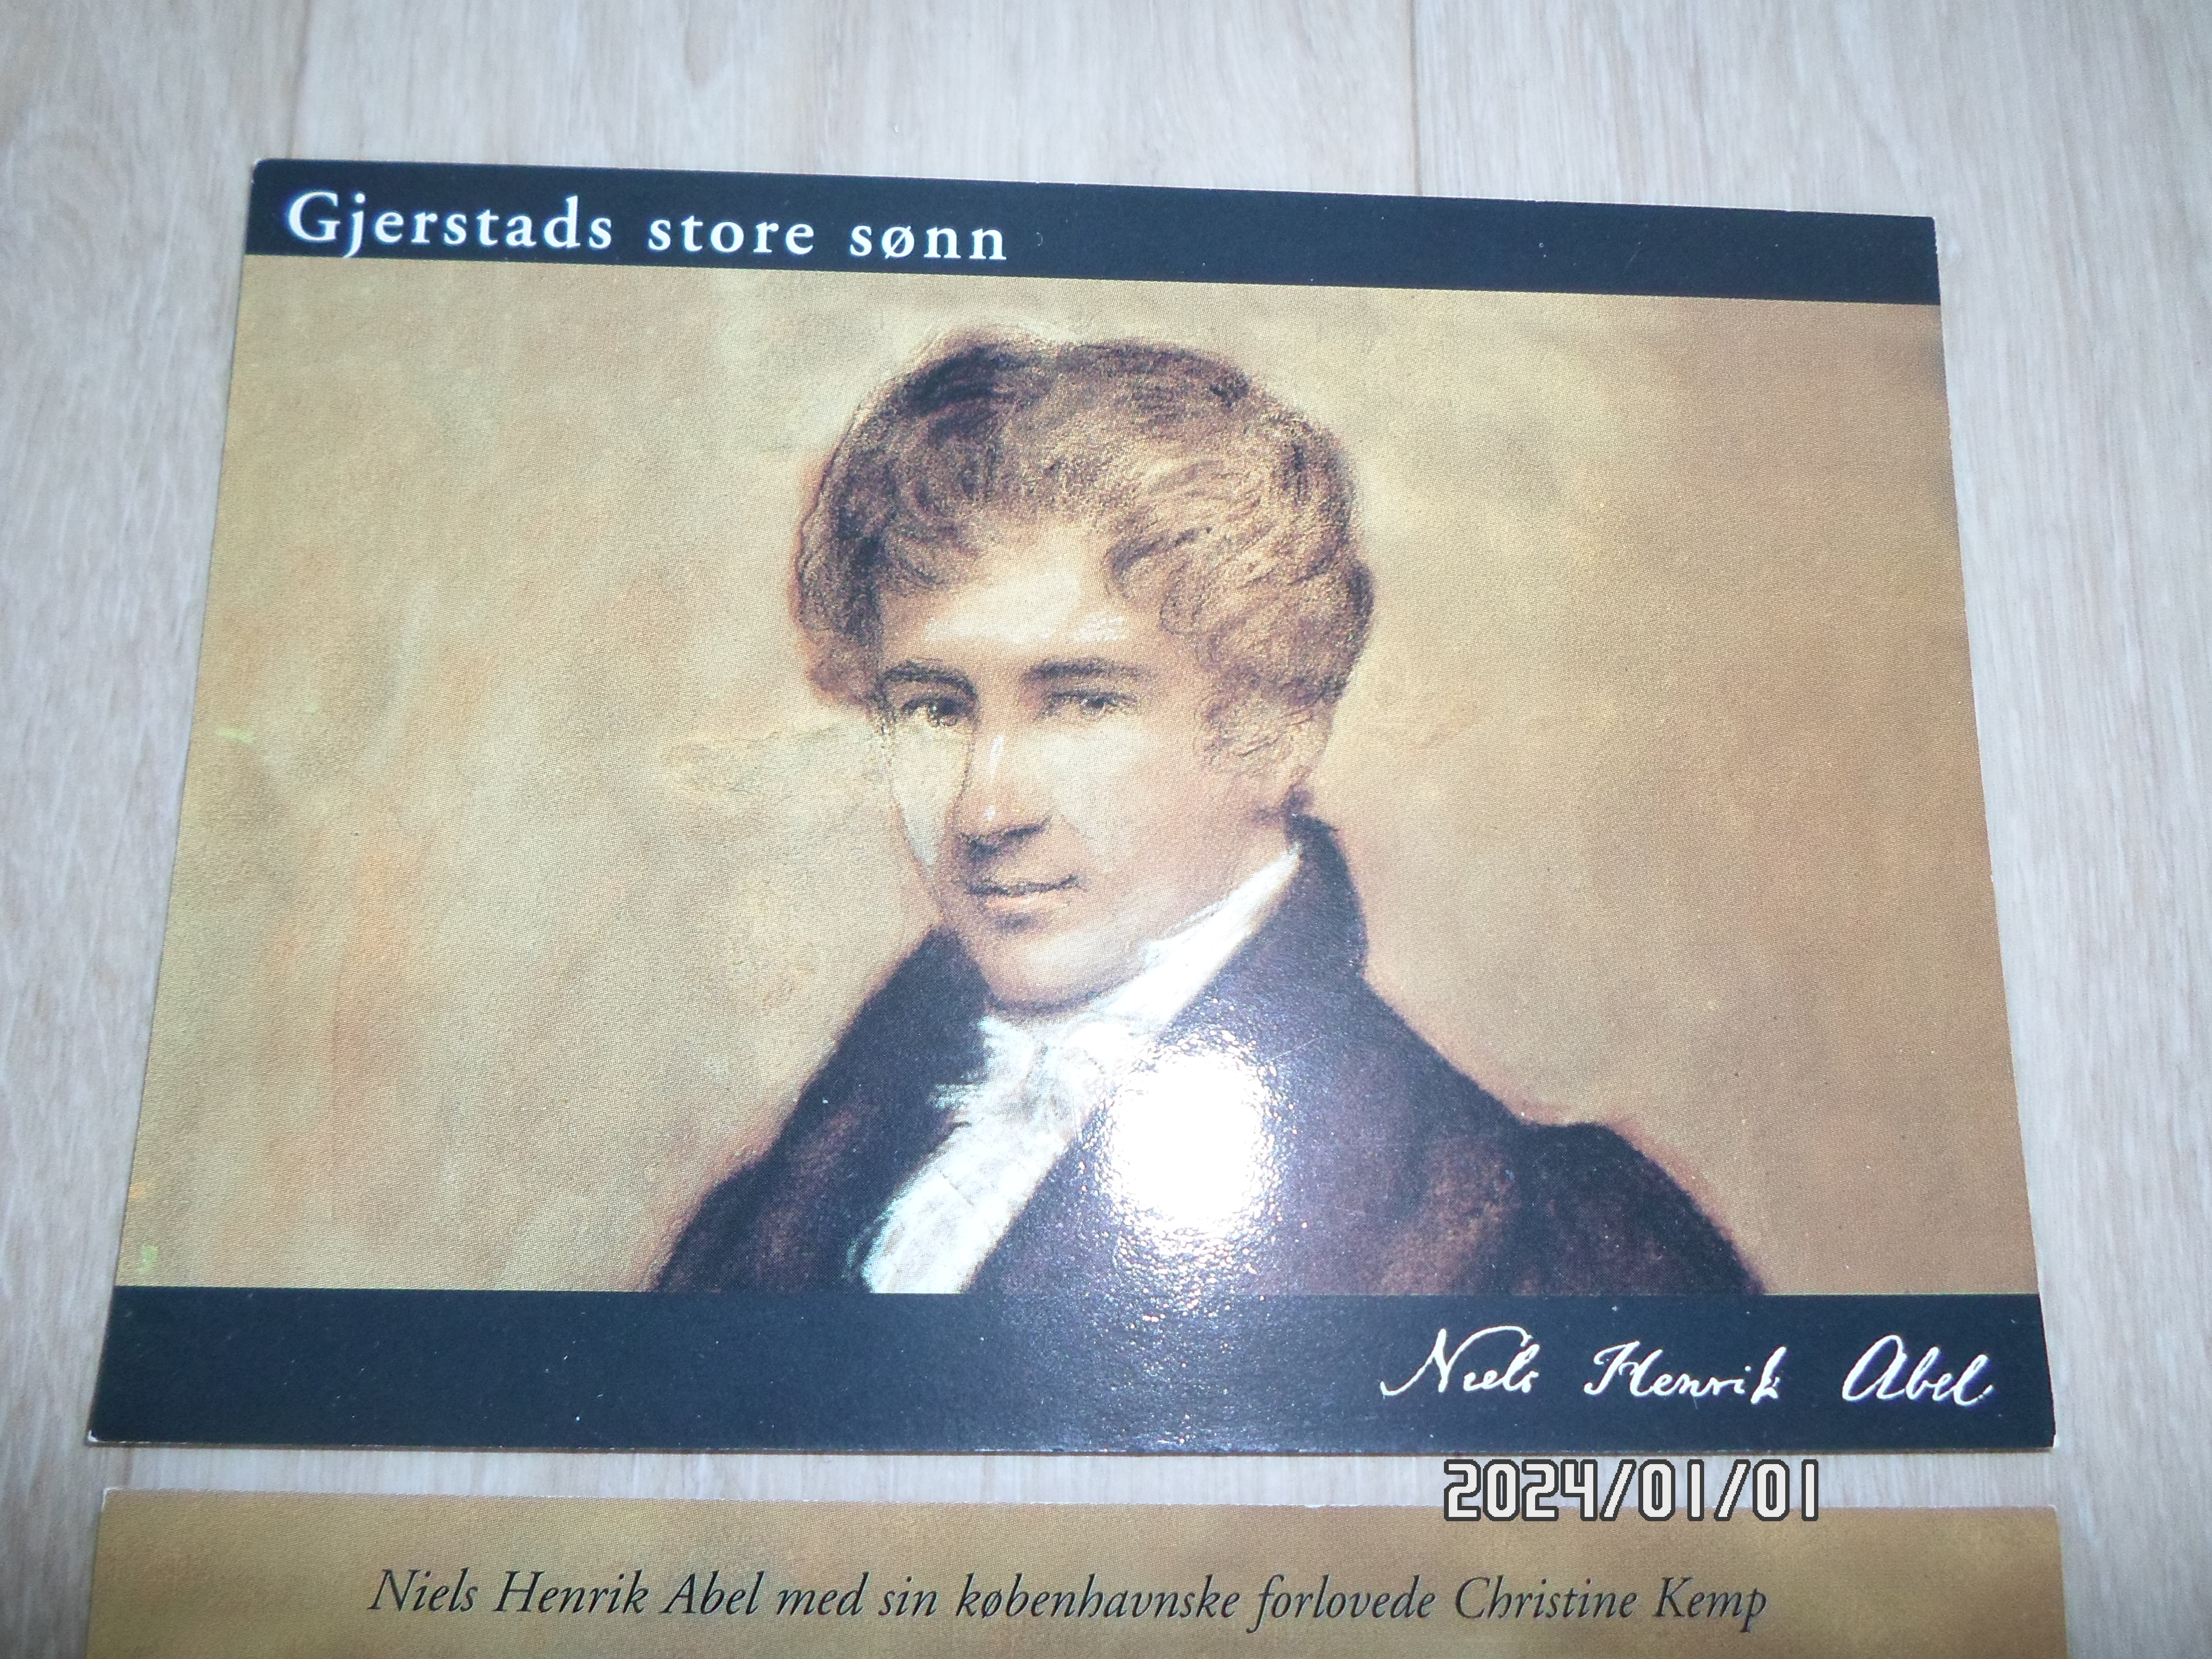 Gjerstads store sønn
Niels Henrik Abel
2024/01/01
Niels Henrik Abel med sin københavnske forlovede Christine Kemp